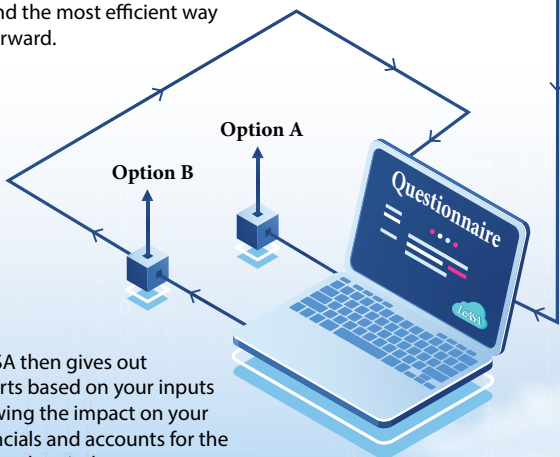 nd the most efficient way
rward.
Option A
Option B
Questionnaire
LeASA
SA then gives out
rts based on your inputs
wing the impact on your
ncials and accounts for the